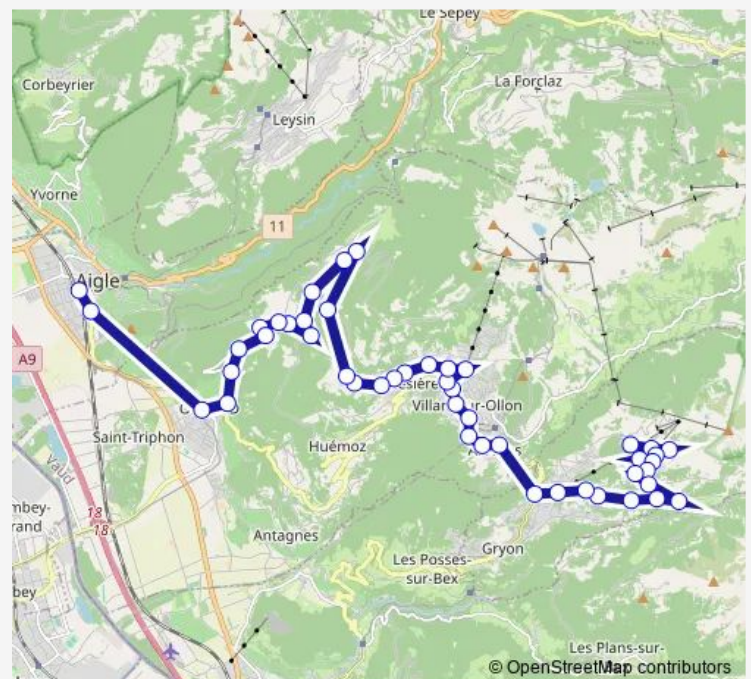 Le Sépey
Corbeyrier
La Forclaz
Leysin
Yvorne
11
Aigle
A9
Saint-Triphon
Villars-sur-Ollon
Huémoz
Vaud
18
18
Antagnes
Gryon
Les Posses-
sur-Bex
Les Plans-sur-
© OpenStreetMap contributors